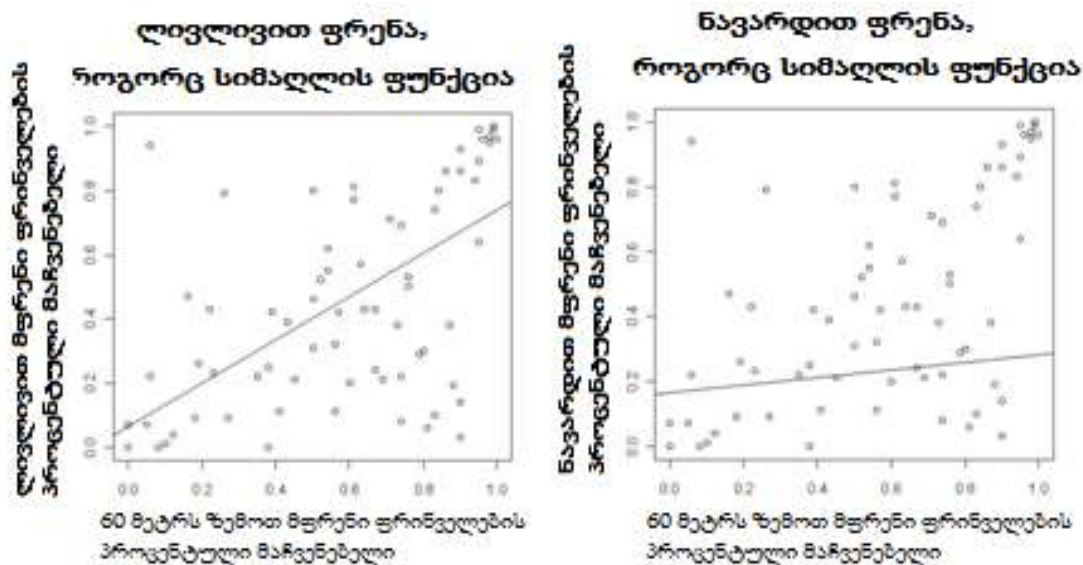 ლივლივით ფრენა,
როგორც სიმაღლის ფუნქცია
ლივლივით მფრენი ფრინველების
პროცენტული მაჩვენებელი
1.0
0.8
0.6
0.4
0.2
0.0
0.0 0.2 0.4 0.6 0.8 1.0
60 მეტრს ზემოთ მფრენი ფრინველების
პროცენტული მაჩვენებელი
ნავარდით ფრენა,
როგორც სიმაღლის ფუნქცია
ნავარდით მფრენი ფრინველების
პროცენტული მაჩვენებელი
1.0
0.8
0.6
0.4
0.2
0.0
0.0 0.2 0.4 0.6 0.8 1.0
60 მეტრს ზემოთ მფრენი ფრინველების
პროცენტული მაჩვენებელი